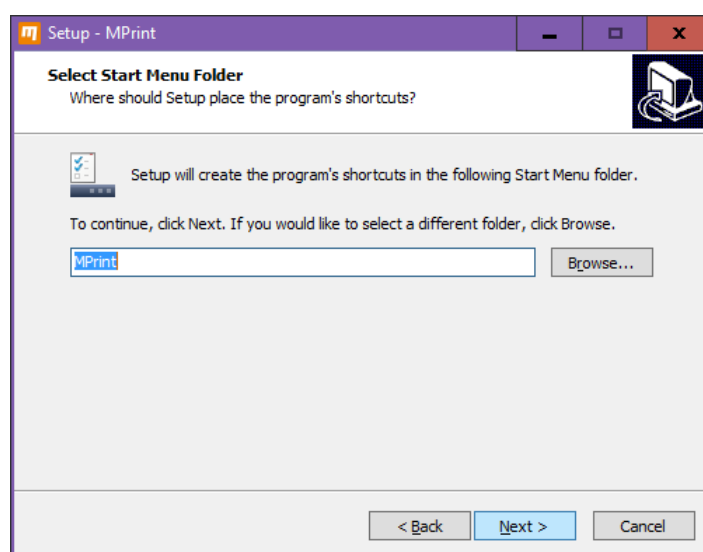 Setup - MPrint
Select Start Menu Folder
Where should Setup place the program's shortcuts?
Setup will create the program's shortcuts in the following Start Menu folder.
To continue, click Next. If you would like to select a different folder, click Browse.
MPrint
Browse...
< Back
Next >
Cancel